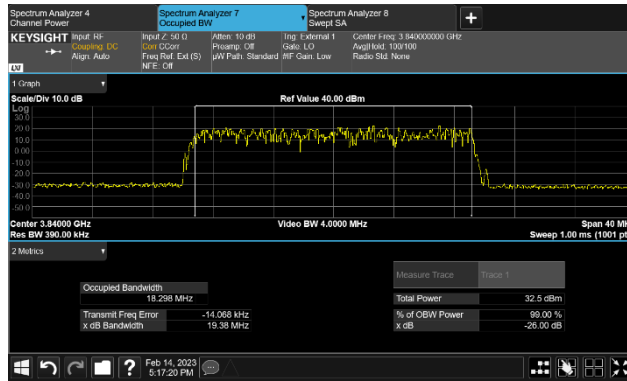 Spectrum Analyzer 4
Channel Power
Spectrum Analyzer 7
Occupied BW
Spectrum Analyzer 8
Swept SA
KEYSIGHT
Input: RF
Coupling: DC
Align: Auto
Input Z: 50 Ω
Corr CCorr
Freq Ref: Ext (S)
NFE: Off
Atten: 10 dB
Preamp: Off
µW Path: Standard
Trig: External 1
Gate: LO
#IF Gain: Low
Center Freq: 3.840000000 GHz
Avg|Hold: 100/100
Radio Std: None
LXI
1 Graph
Scale/Div 10.0 dB
Ref Value 40.00 dBm
Log
30.0
20.0
10.0
0.00
-10.0
-20.0
-30.0
-40.0
-50.0
Center 3.84000 GHz
Video BW 4.0000 MHz
Span 40 MH
Res BW 390.00 kHz
Sweep 1.00 ms (1001 pt
2 Metrics
Measure Trace
Trace 1
Occupied Bandwidth
18.298 MHz
Total Power
32.5 dBm
Transmit Freq Error
-14.068 kHz
% of OBW Power
99.00 %
x dB Bandwidth
19.38 MHz
x dB
-26.00 dB
Feb 14, 2023
5:17:20 PM